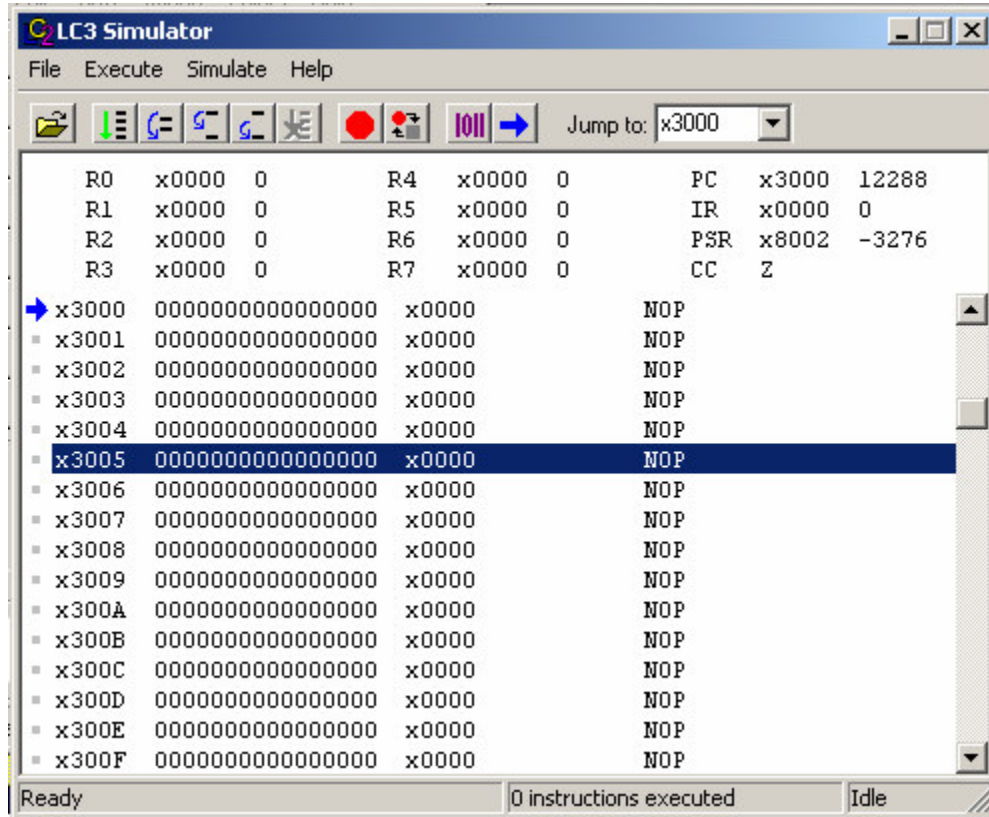 LC3 Simulator
File Execute Simulate Help
Jump to: x3000
R0 x0000 0 R4 x0000 0 PC x3000 12288
R1 x0000 0 R5 x0000 0 IR x0000 0
R2 x0000 0 R6 x0000 0 PSR x8002 -3276
R3 x0000 0 R7 x0000 0 CC Z
x3000 0000000000000000 x0000 NOP
x3001 0000000000000000 x0000 NOP
x3002 0000000000000000 x0000 NOP
x3003 0000000000000000 x0000 NOP
x3004 0000000000000000 x0000 NOP
x3005 0000000000000000 x0000 NOP
x3006 0000000000000000 x0000 NOP
x3007 0000000000000000 x0000 NOP
x3008 0000000000000000 x0000 NOP
x3009 0000000000000000 x0000 NOP
x300A 0000000000000000 x0000 NOP
x300B 0000000000000000 x0000 NOP
x300C 0000000000000000 x0000 NOP
x300D 0000000000000000 x0000 NOP
x300E 0000000000000000 x0000 NOP
x300F 0000000000000000 x0000 NOP
Ready 0 instructions executed Idle